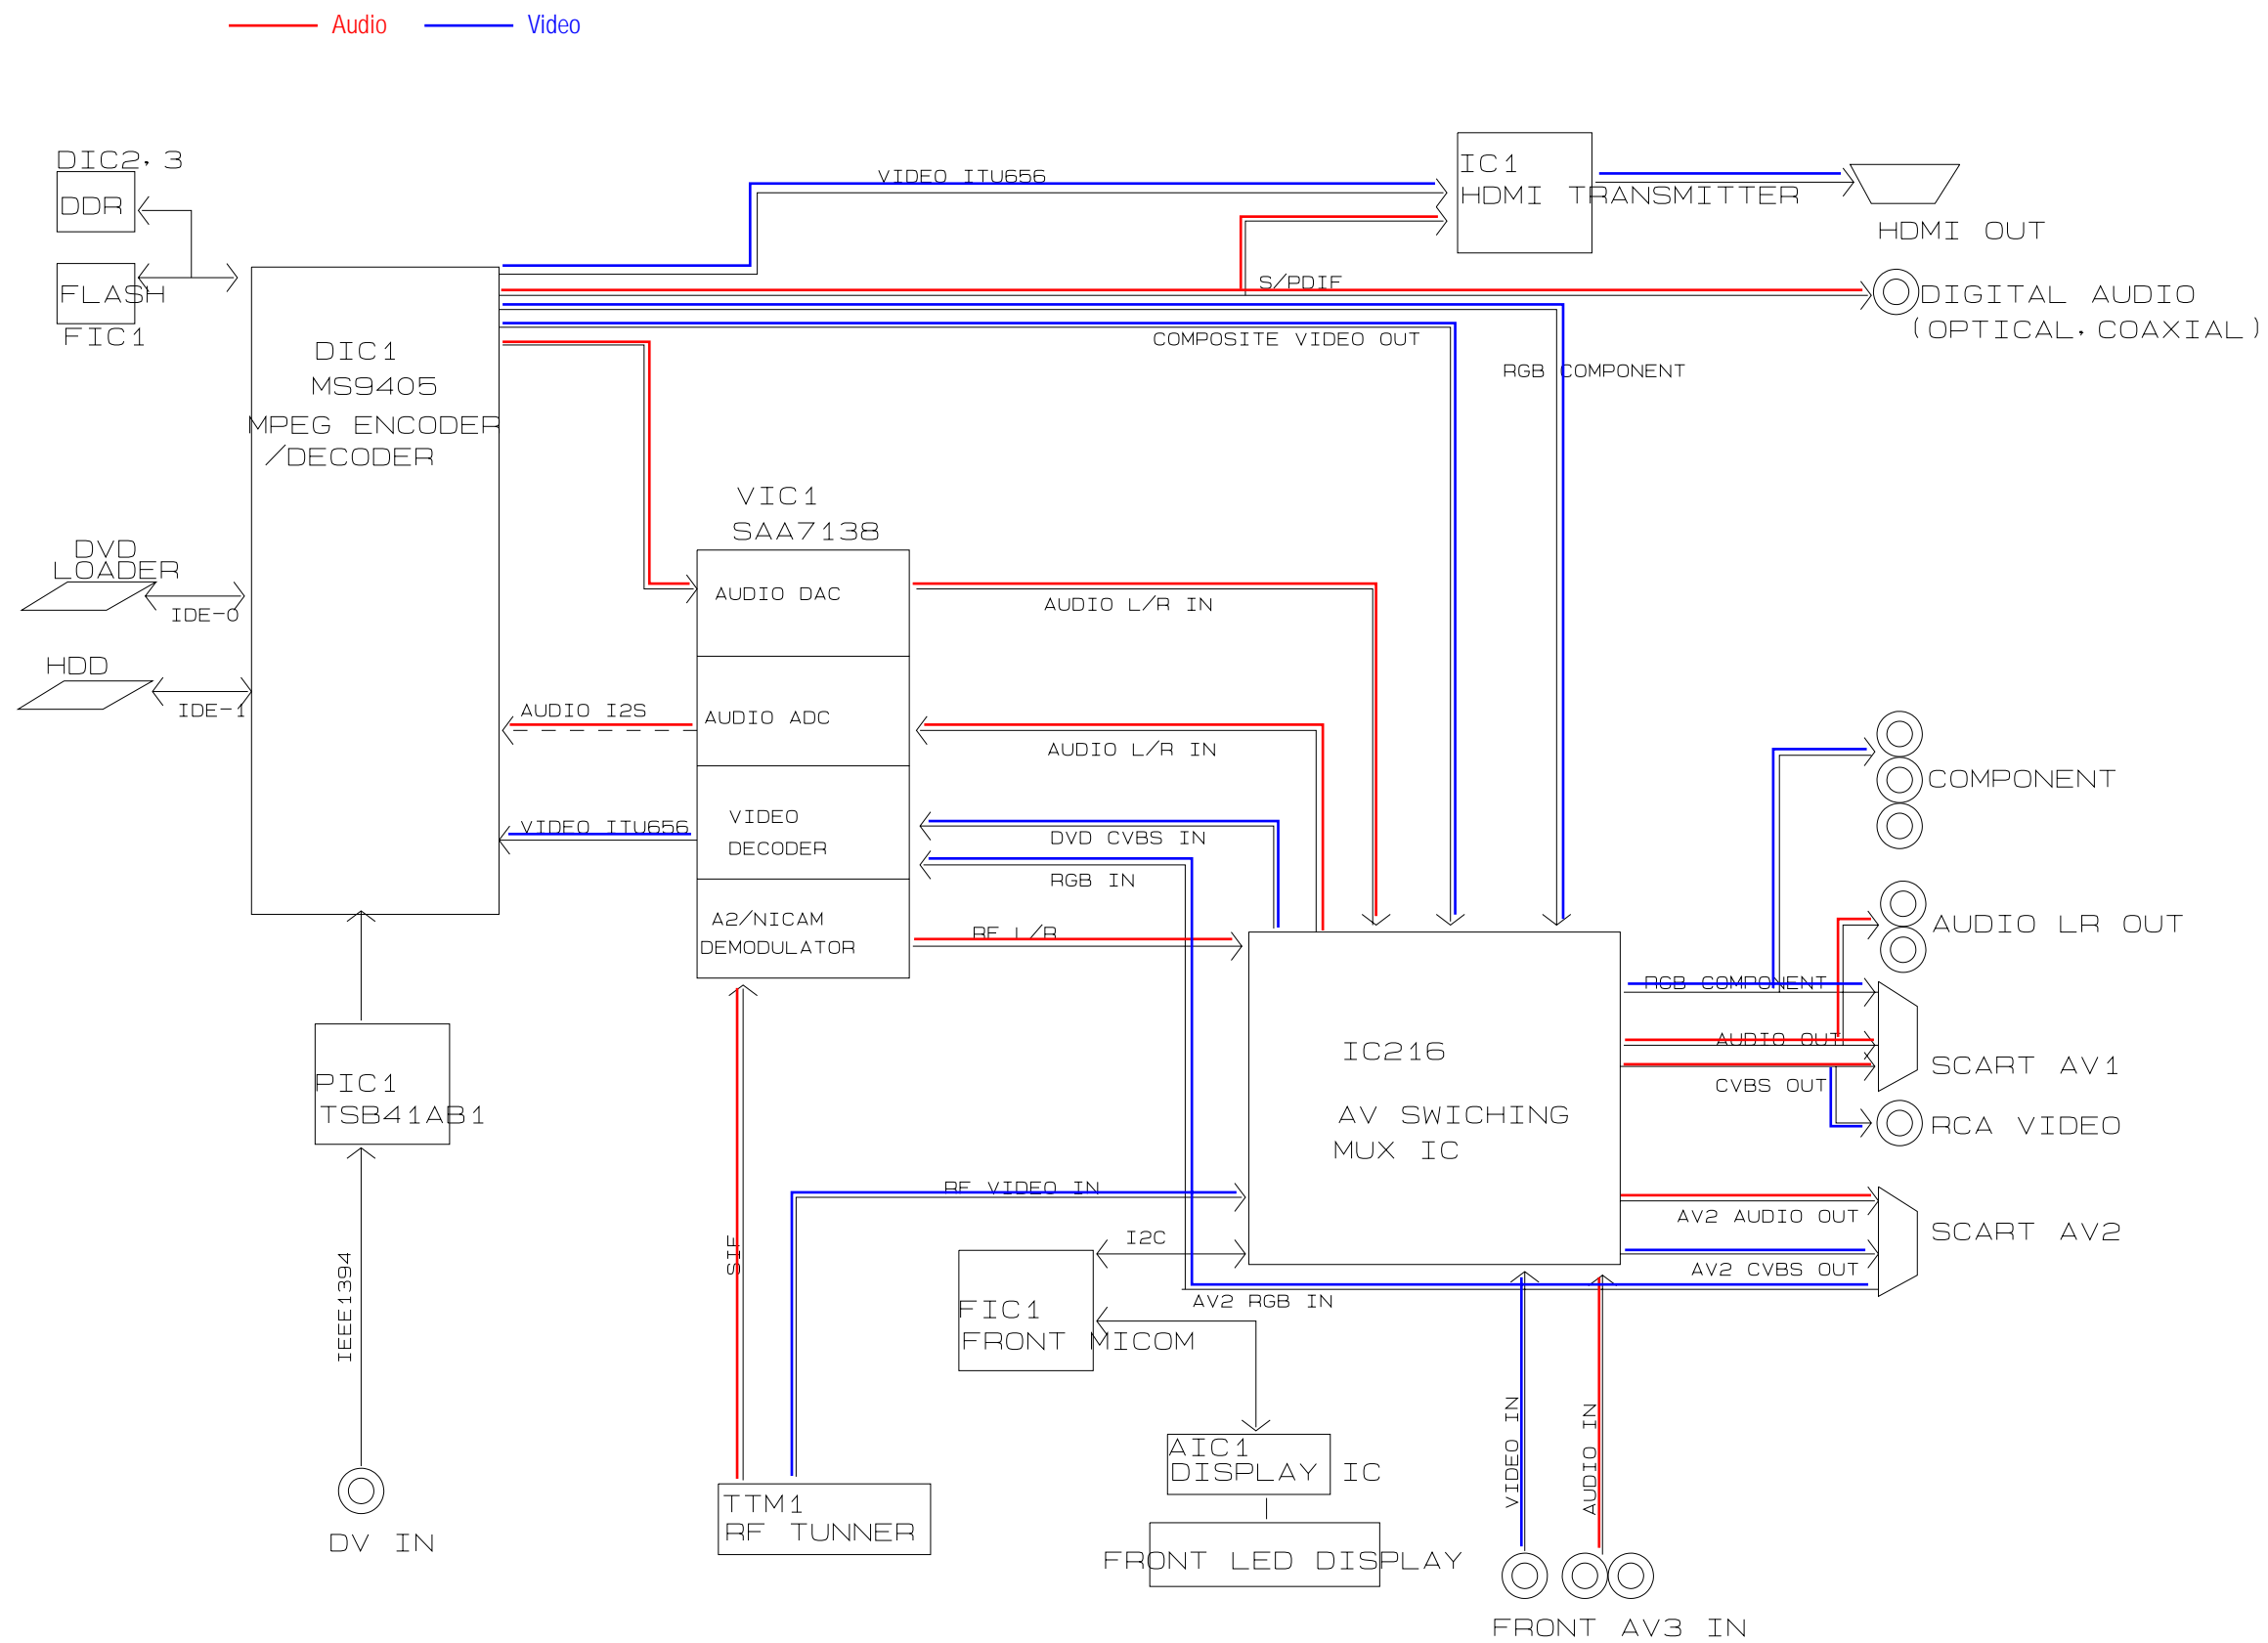 Audio
Video
DIC2, 3
DDR
FLASH
FIC1
DIC1
MS9405
MPEG ENCODER
/DECODER
DVD
LOADER
IDE-0
HDD
IDE-1
VIDEO ITU656
IC1
HDMI TRANSMITTER
HDMI OUT
S/PDIF
DIGITAL AUDIO
(OPTICAL, COAXIAL)
COMPOSITE VIDEO OUT
RGB COMPONENT
VIC1
SAA7138
AUDIO DAC
AUDIO L/R IN
AUDIO I2S
AUDIO ADC
AUDIO L/R IN
VIDEO ITU656
VIDEO
DECODER
DVD CVBS IN
RGB IN
A2/NICAM
DEMODULATOR
RF L/R
COMPONENT
AUDIO LR OUT
RGB COMPONENT
AUDIO OUT
SCART AV1
CVBS OUT
RCA VIDEO
IC216
AV SWICHING
MUX IC
PIC1
TSB41AB1
IEEE1394
DV IN
SIF
RF VIDEO IN
I2C
AV2 AUDIO OUT
SCART AV2
AV2 CVBS OUT
AV2 RGB IN
FIC1
FRONT MICOM
TTM1
RF TUNNER
AIC1
DISPLAY IC
FRONT LED DISPLAY
VIDEO IN
AUDIO IN
FRONT AV3 IN